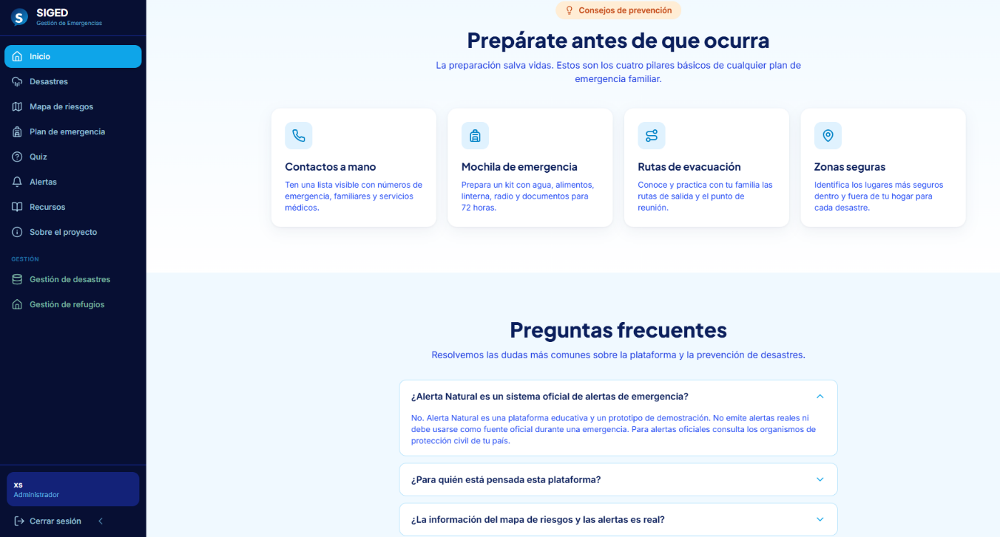 SIGED
Gestión de Emergencias
Inicio
Desastres
Mapa de riesgos
Plan de emergencia
Quiz
Alertas
Recursos
Sobre el proyecto
GESTIÓN
Gestión de desastres
Gestión de refugios
xs
Administrador
Cerrar sesión
Consejos de prevención
Prepárate antes de que ocurra
La preparación salva vidas. Estos son los cuatro pilares básicos de cualquier plan de
emergencia familiar.
Contactos a mano
Ten una lista visible con números de
emergencia, familiares y servicios
médicos.
Mochila de emergencia
Prepara un kit con agua, alimentos,
linterna, radio y documentos para
72 horas.
Rutas de evacuación
Conoce y practica con tu familia las
rutas de salida y el punto de
reunión.
Zonas seguras
Identifica los lugares más seguros
dentro y fuera de tu hogar para
cada desastre.
Preguntas frecuentes
Resolvemos las dudas más comunes sobre la plataforma y la prevención de desastres.
¿Alerta Natural es un sistema oficial de alertas de emergencia?
No. Alerta Natural es una plataforma educativa y un prototipo de demostración. No emite alertas reales ni
debe usarse como fuente oficial durante una emergencia. Para alertas oficiales consulta los organismos de
protección civil de tu país.
¿Para quién está pensada esta plataforma?
¿La información del mapa de riesgos y las alertas es real?